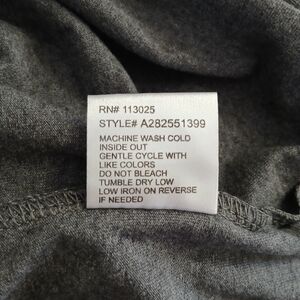 RN# 113025
STYLE# A282551399
MACHINE WASH COLD
INSIDE OUT
GENTLE CYCLE WITH
LIKE COLORS
DO NOT BLEACH
TUMBLE DRY LOW
LOW IRON ON REVERSE
IF NEEDED